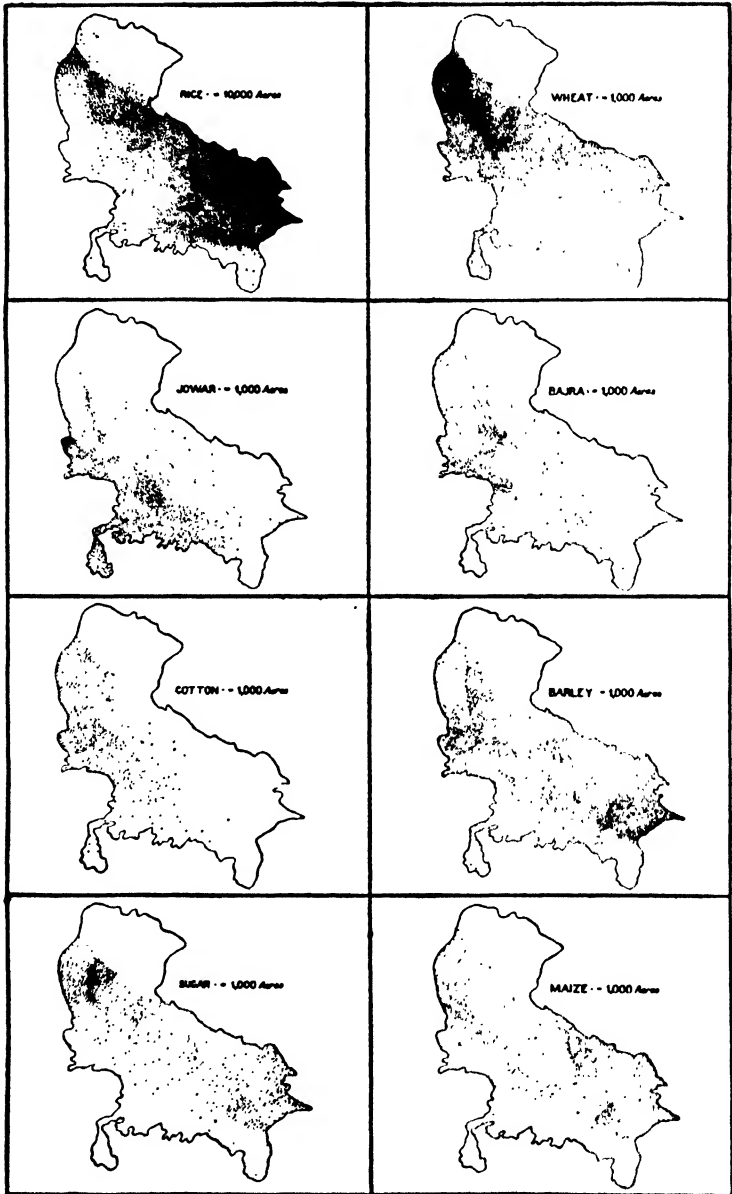 RICE · = 10,000 Acres
WHEAT · = 1,000 Acres
JOWAR · = 1,000 Acres
BAJRA · = 1,000 Acres
COTTON · = 1,000 Acres
BARLEY = 1,000 Acres
SUGAR · = 1,000 Acres
MAIZE · = 1,000 Acres